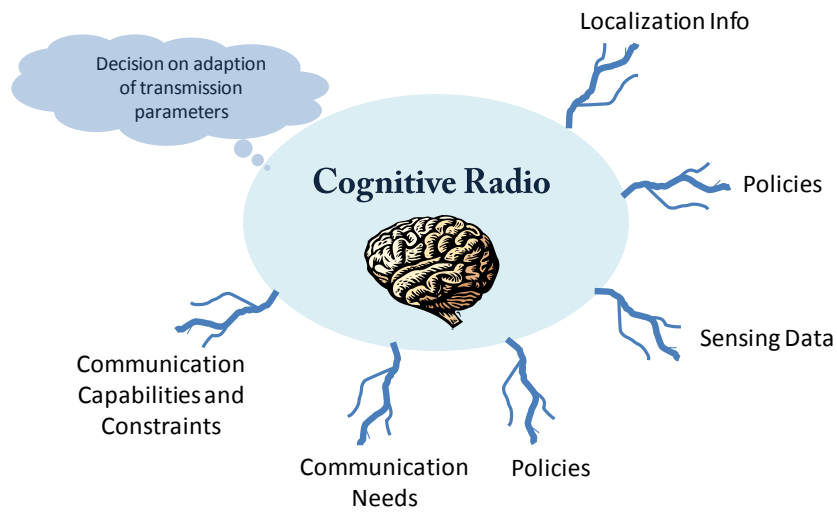 Localization Info
Decision on adaption
of transmission
parameters
Cognitive Radio
Policies
Sensing Data
Communication
Capabilities and
Constraints
Communication
Needs
Policies